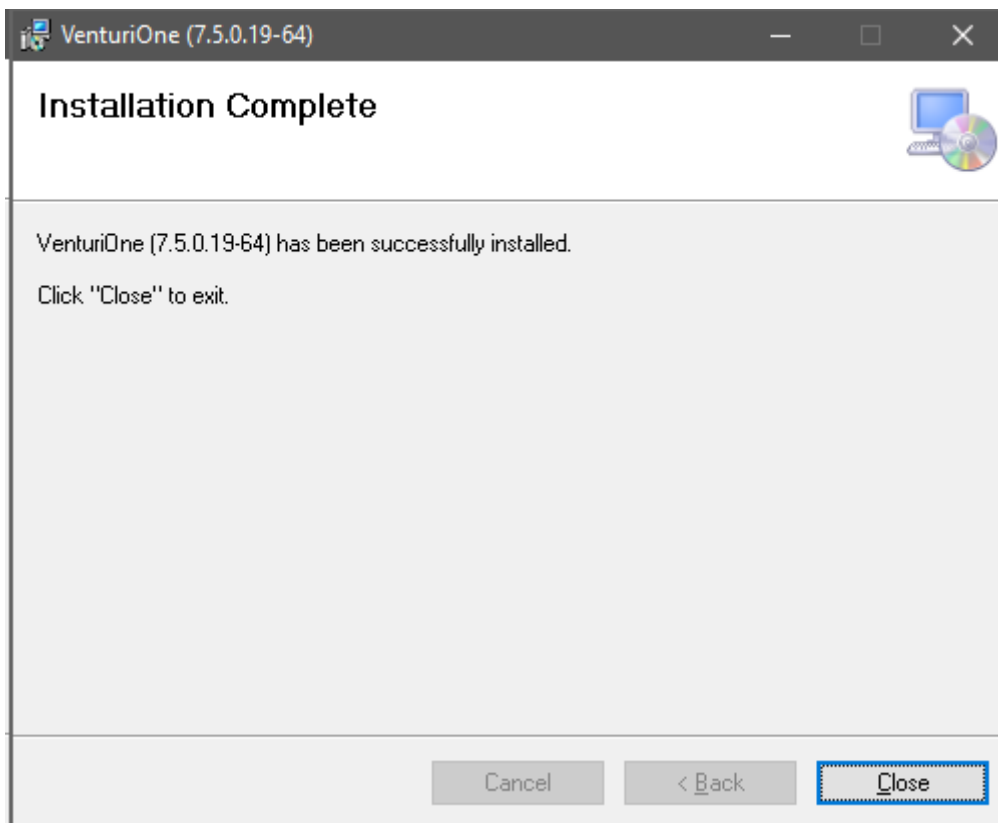 VenturiOne (7.5.0.19-64)
Installation Complete
VenturiOne (7.5.0.19-64) has been successfully installed.
Click "Close" to exit.
Cancel
< Back
Close